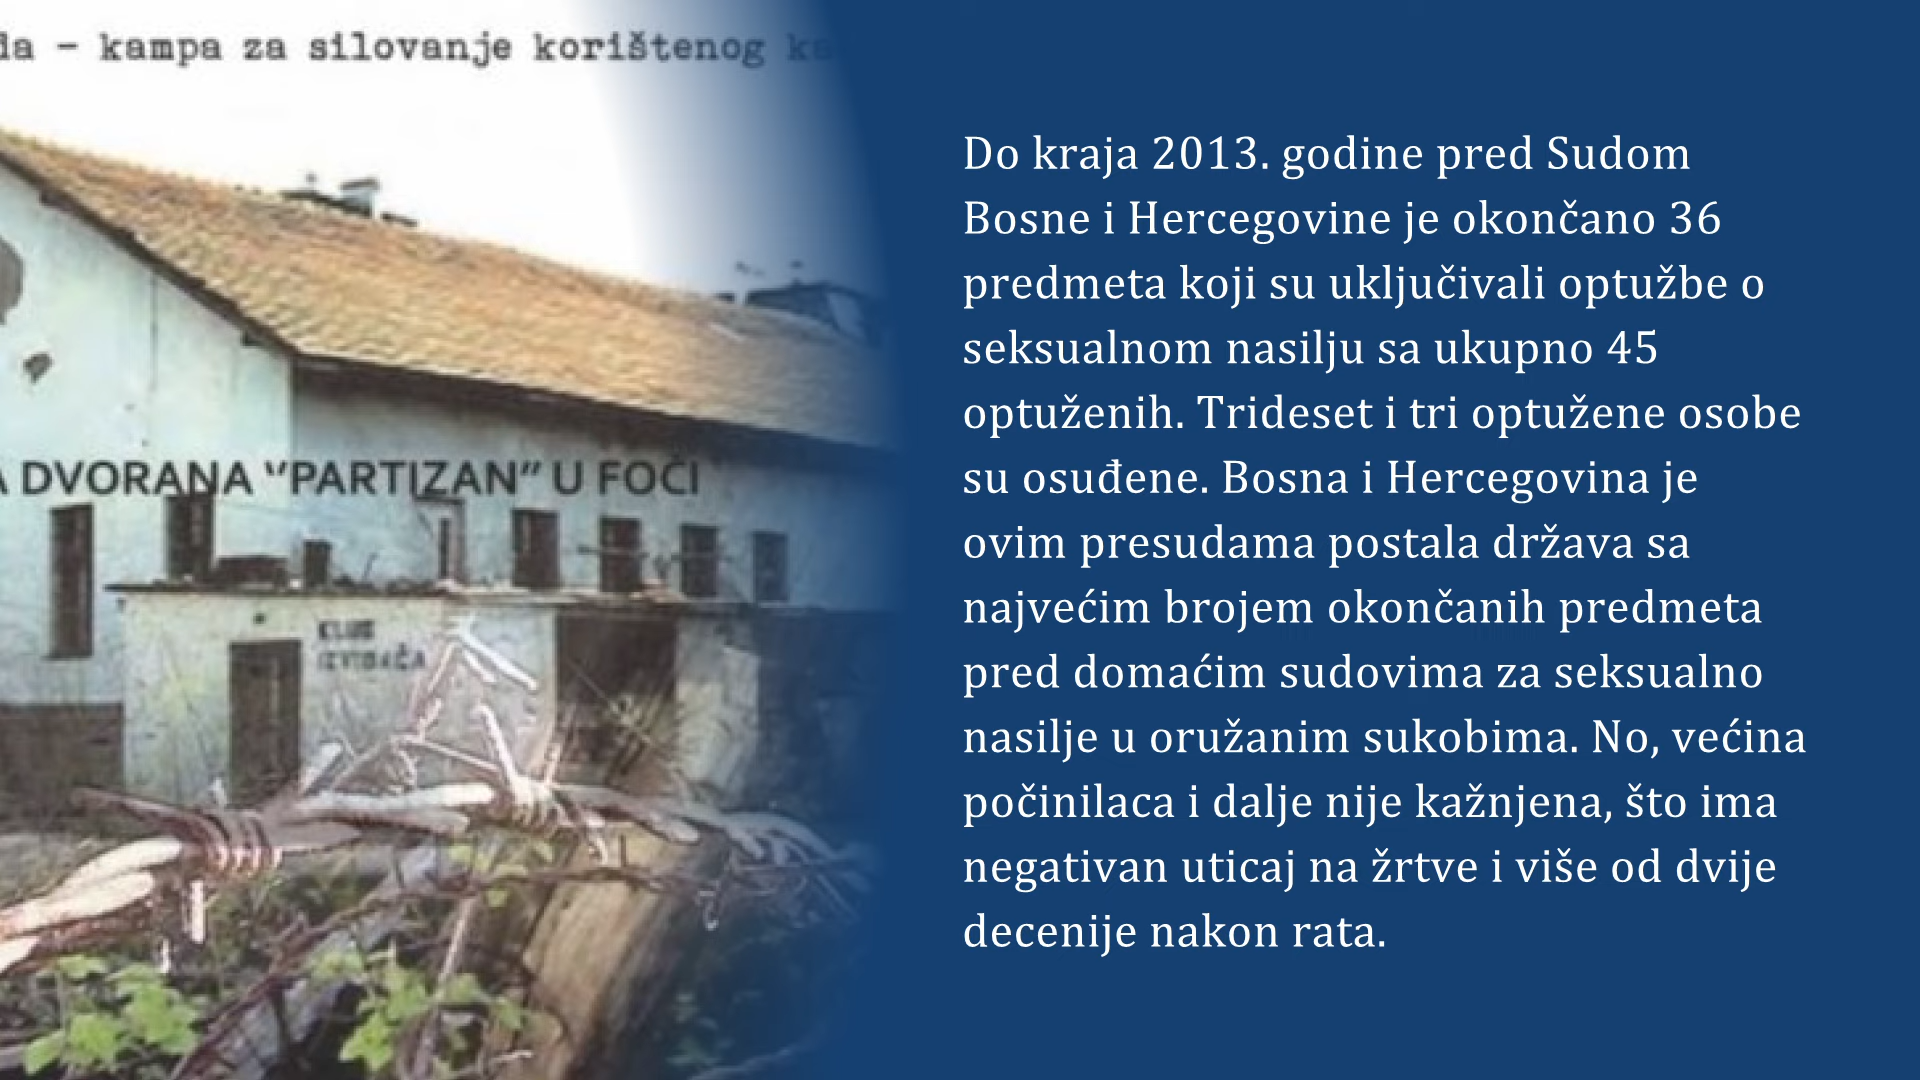 da - kampa za silovanje korištenog
A DVORANA “PARTIZAN” U FOČI
KLUB
IZVIĐAČA
Do kraja 2013. godine pred Sudom
Bosne i Hercegovine je okončano 36
predmeta koji su uključivali optužbe o
seksualnom nasilju sa ukupno 45
optuženih. Trideset i tri optužene osobe
su osuđene. Bosna i Hercegovina je
ovim presudama postala država sa
najvećim brojem okončanih predmeta
pred domaćim sudovima za seksualno
nasilje u oružanim sukobima. No, većina
počinilaca i dalje nije kažnjena, što ima
negativan uticaj na žrtve i više od dvije
decenije nakon rata.